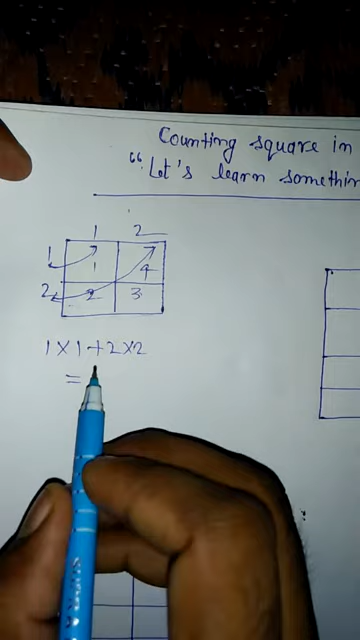 Counting square in
"Let's learn somethin
1 2
1 1 4
2 2 3
1 x 1 + 2 x 2
=